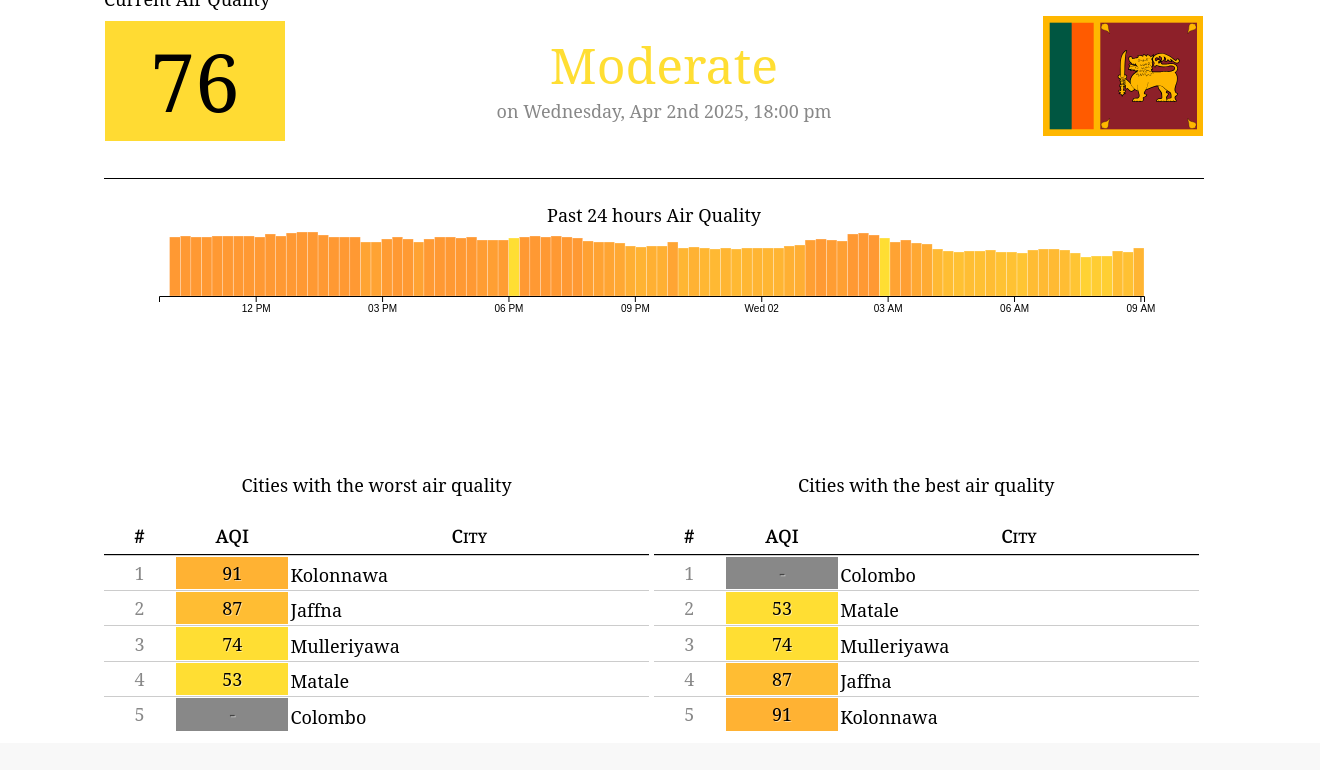 Current Air Quality
76
Moderate
on Wednesday, Apr 2nd 2025, 18:00 pm
Past 24 hours Air Quality
12 PM 03 PM 06 PM 09 PM Wed 02 03 AM 06 AM 09 AM
Cities with the worst air quality
# AQI City
1 91 Kolonnawa
2 87 Jaffna
3 74 Mulleriyawa
4 53 Matale
5 - Colombo
Cities with the best air quality
# AQI City
1 - Colombo
2 53 Matale
3 74 Mulleriyawa
4 87 Jaffna
5 91 Kolonnawa